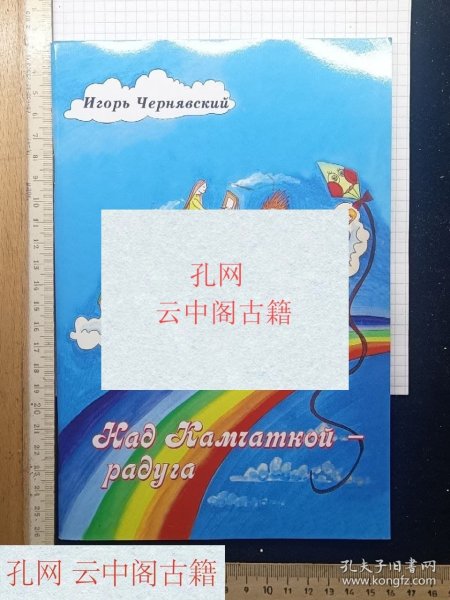 Игорь Чернявский
孔网
云中阁古籍
Над Камчаткой –
радуга
孔网 云中阁古籍
孔夫子旧书网
www.kongfz.com